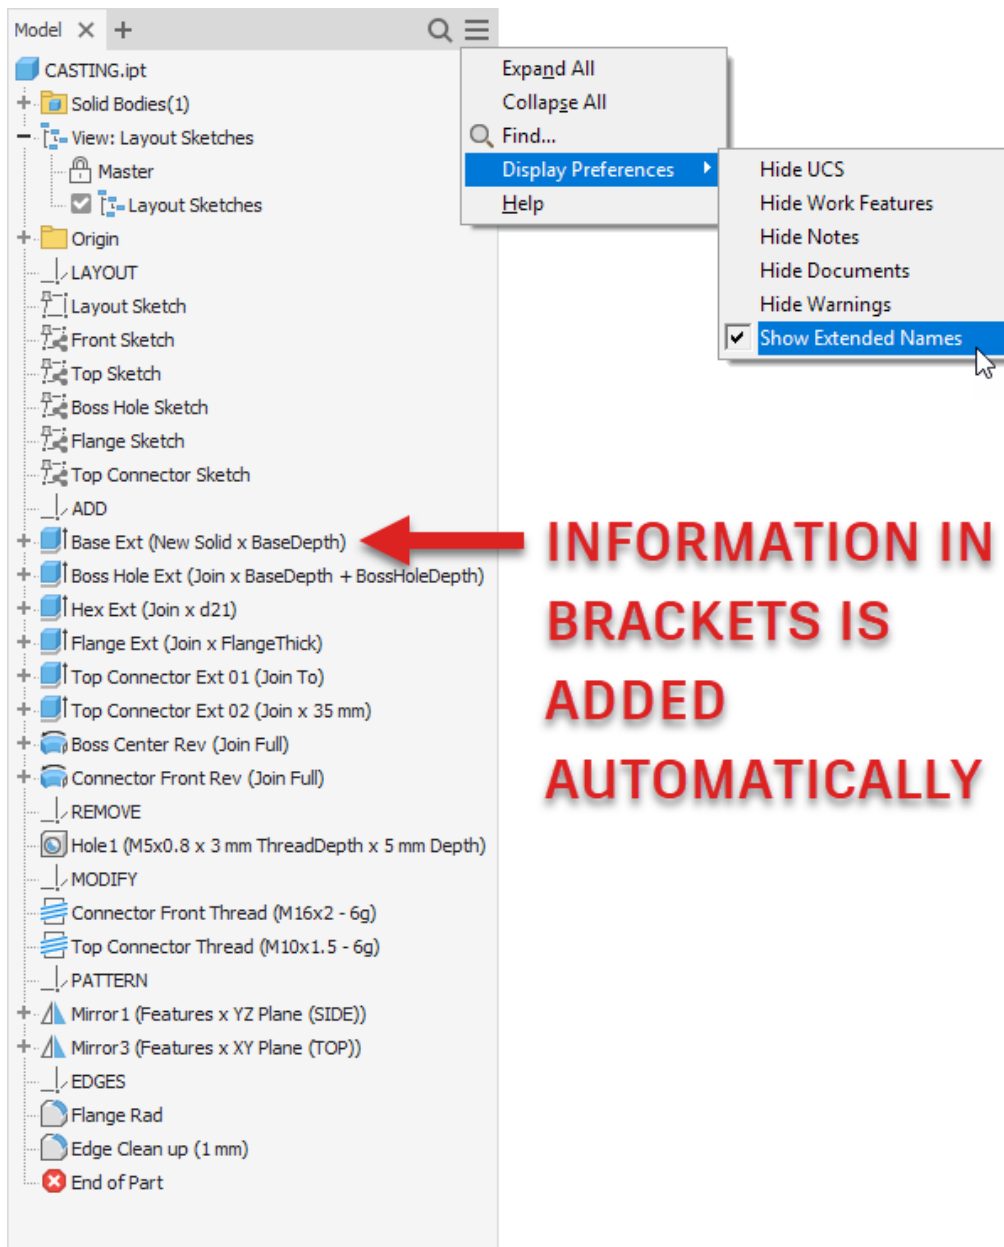 Model
CASTING.ipt
Solid Bodies(1)
View: Layout Sketches
Master
Layout Sketches
Origin
LAYOUT
Layout Sketch
Front Sketch
Top Sketch
Boss Hole Sketch
Flange Sketch
Top Connector Sketch
ADD
Base Ext (New Solid x BaseDepth)
Boss Hole Ext (Join x BaseDepth + BossHoleDepth)
Hex Ext (Join x d21)
Flange Ext (Join x FlangeThick)
Top Connector Ext 01 (Join To)
Top Connector Ext 02 (Join x 35 mm)
Boss Center Rev (Join Full)
Connector Front Rev (Join Full)
REMOVE
Hole1 (M5x0.8 x 3 mm ThreadDepth x 5 mm Depth)
MODIFY
Connector Front Thread (M16x2 - 6g)
Top Connector Thread (M10x1.5 - 6g)
PATTERN
Mirror1 (Features x YZ Plane (SIDE))
Mirror3 (Features x XY Plane (TOP))
EDGES
Flange Rad
Edge Clean up (1 mm)
End of Part
Expand All
Collapse All
Find...
Display Preferences
Help
Hide UCS
Hide Work Features
Hide Notes
Hide Documents
Hide Warnings
Show Extended Names
INFORMATION IN
BRACKETS IS
ADDED
AUTOMATICALLY